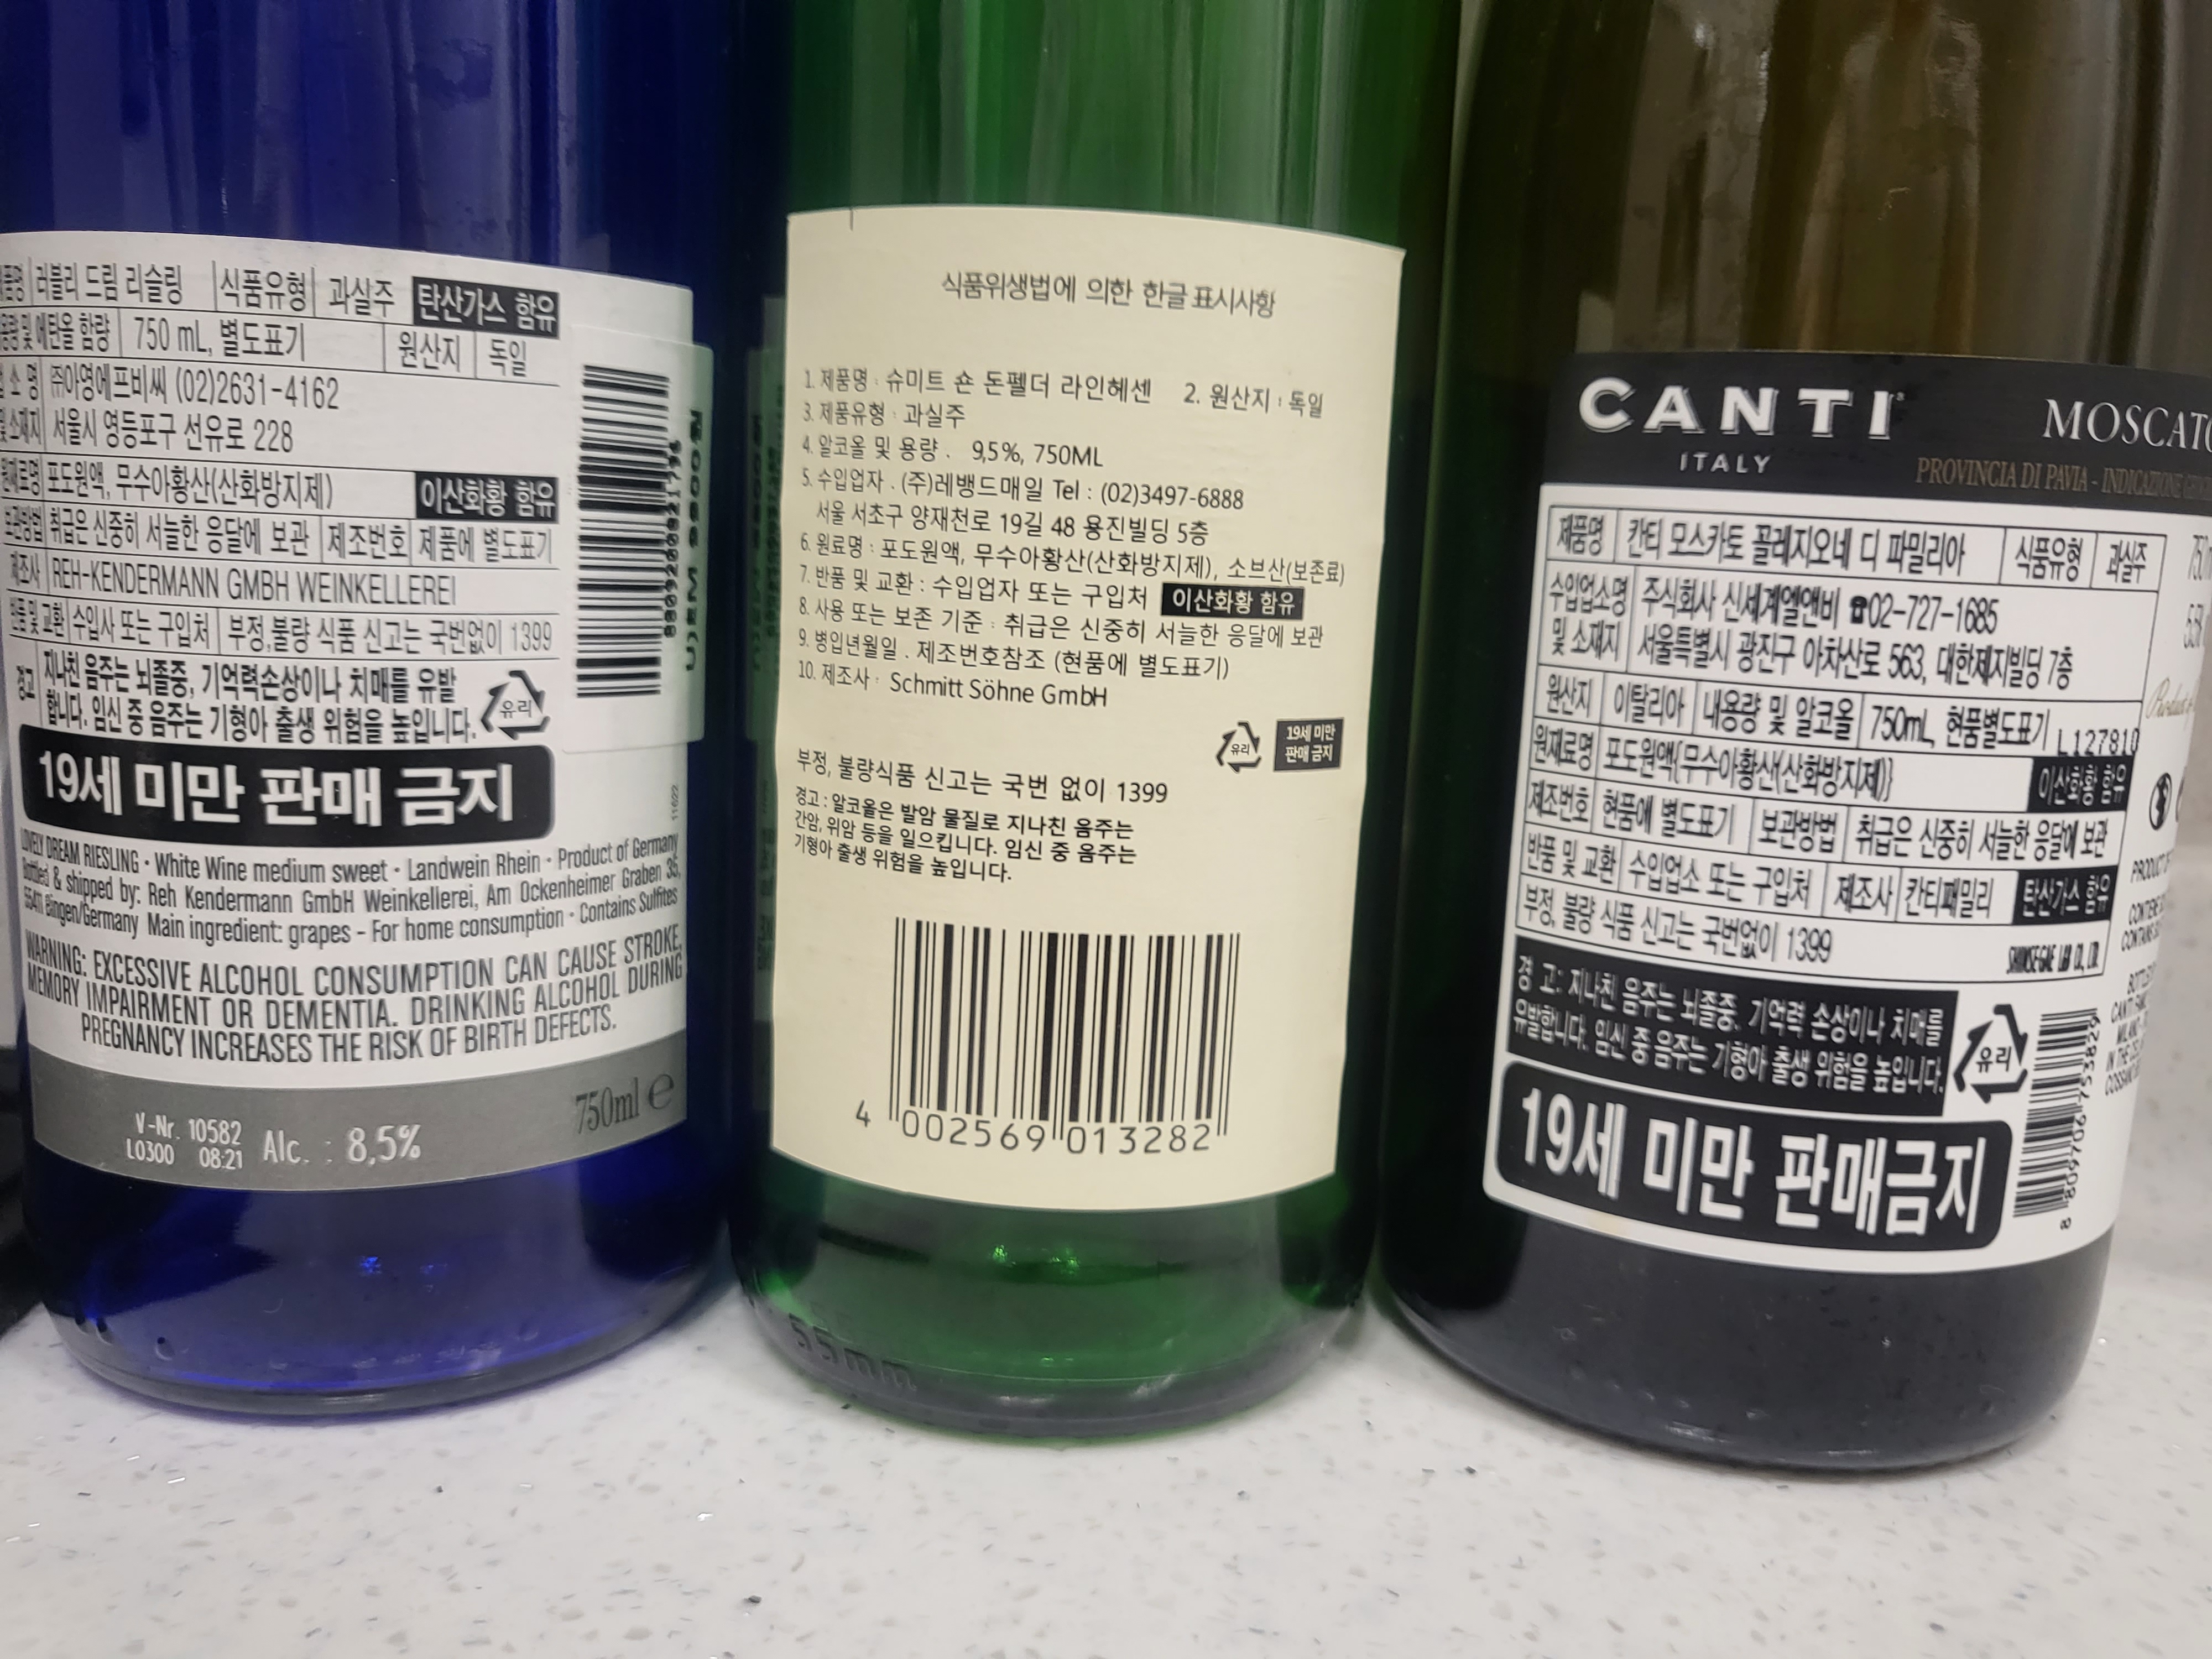 러블리 드림 리슬링 식품유형 과실주 탄산가스 함유
및 에탄올 함량 750 mL, 별도표기 원산지 독일
소 명 ㈜아영에프비씨 (02)2631-4162
및 소재지 서울시 영등포구 선유로 228
포도원액, 무수아황산(산화방지제) 이산화황 함유
보관방법 취급은 신중히 서늘한 응달에 보관 제조번호 제품에 별도표기
제조사 REH-KENDERMANN GMBH WEINKELLEREI
반품 및 교환 수입사 또는 구입처 부정,불량 식품 신고는 국번없이 1399
경고 지나친 음주는 뇌졸중, 기억력손상이나 치매를 유발
합니다. 임신 중 음주는 기형아 출생 위험을 높입니다.
유리
19세 미만 판매 금지
11622
LOVELY DREAM RIESLING · White Wine medium sweet · Landwein Rhein · Product of Germany
Bottled & shipped by: Reh Kendermann GmbH Weinkellerei, Am Ockenheimer Graben 35,
55411 Bingen/Germany Main ingredient: grapes - For home consumption · Contains Sulfites
WARNING: EXCESSIVE ALCOHOL CONSUMPTION CAN CAUSE STROKE,
MEMORY IMPAIRMENT OR DEMENTIA. DRINKING ALCOHOL DURING
PREGNANCY INCREASES THE RISK OF BIRTH DEFECTS.
750ml e
V-Nr. 10582
L0300 08:21
Alc. : 8,5%
식품위생법에 의한 한글 표시사항
1. 제품명 : 슈미트 숀 돈펠더 라인헤센 2. 원산지 : 독일
3. 제품유형 : 과실주
4. 알코올 및 용량 . 9,5%, 750ML
5. 수입업자 . (주)레뱅드매일 Tel : (02)3497-6888
서울 서초구 양재천로 19길 48 용진빌딩 5층
6. 원료명 : 포도원액, 무수아황산(산화방지제), 소브산(보존료)
7. 반품 및 교환 : 수입업자 또는 구입처 이산화황 함유
8. 사용 또는 보존 기준 : 취급은 신중히 서늘한 응달에 보관
9. 병입년월일 . 제조번호참조 (현품에 별도표기)
10. 제조사 : Schmitt Söhne GmbH
유리
19세 미만
판매 금지
부정, 불량식품 신고는 국번 없이 1399
경고 : 알코올은 발암 물질로 지나친 음주는
간암, 위암 등을 일으킵니다. 임신 중 음주는
기형아 출생 위험을 높입니다.
4 002569 013282
55mm
CANTI
ITALY
MOSCATO
PROVINCIA DI PAVIA - INDICAZIONE
제품명 칸티 모스카토 꼴레지오네 디 파밀리아 식품유형 과실주
수입업소명 주식회사 신세계엘앤비 ☎02-727-1685
및 소재지 서울특별시 광진구 아차산로 563, 대한제지빌딩 7층
원산지 이탈리아 내용량 및 알코올 750mL, 현품별도표기
L127810
원재료명 포도원액{무수아황산(산화방지제)} 이산화황 함유
제조번호 현품에 별도표기 보관방법 취급은 신중히 서늘한 응달에 보관
반품 및 교환 수입업소 또는 구입처 제조사 칸티패밀리 탄산가스 함유
부정, 불량 식품 신고는 국번없이 1399
SHINSEGAE L&B CO., LTD.
경 고: 지나친 음주는 뇌졸중, 기억력 손상이나 치매를
유발합니다. 임신 중 음주는 기형아 출생 위험을 높입니다.
유리
19세 미만 판매금지
8 809706 753829